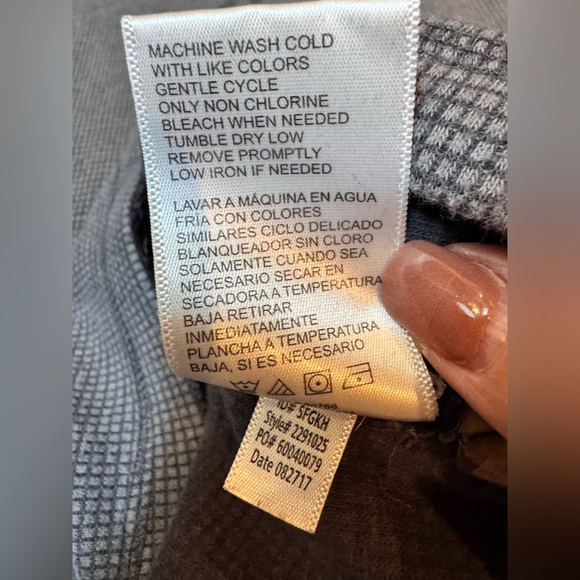 MACHINE WASH COLD
WITH LIKE COLORS
GENTLE CYCLE
ONLY NON CHLORINE
BLEACH WHEN NEEDED
TUMBLE DRY LOW
REMOVE PROMPTLY
LOW IRON IF NEEDED
LAVAR A MÁQUINA EN AGUA
FRÍA CON COLORES
SIMILARES CICLO DELICADO
BLANQUEADOR SIN CLORO
SOLAMENTE CUANDO SEA
NECESARIO SECAR EN
SECADORA A TEMPERATURA
BAJA RETIRAR
INMEDIATAMENTE
PLANCHA A TEMPERATURA
BAJA, SI ES NECESARIO
ID# SFGKH
Style# 2291025
PO# 60040079
Date 082717